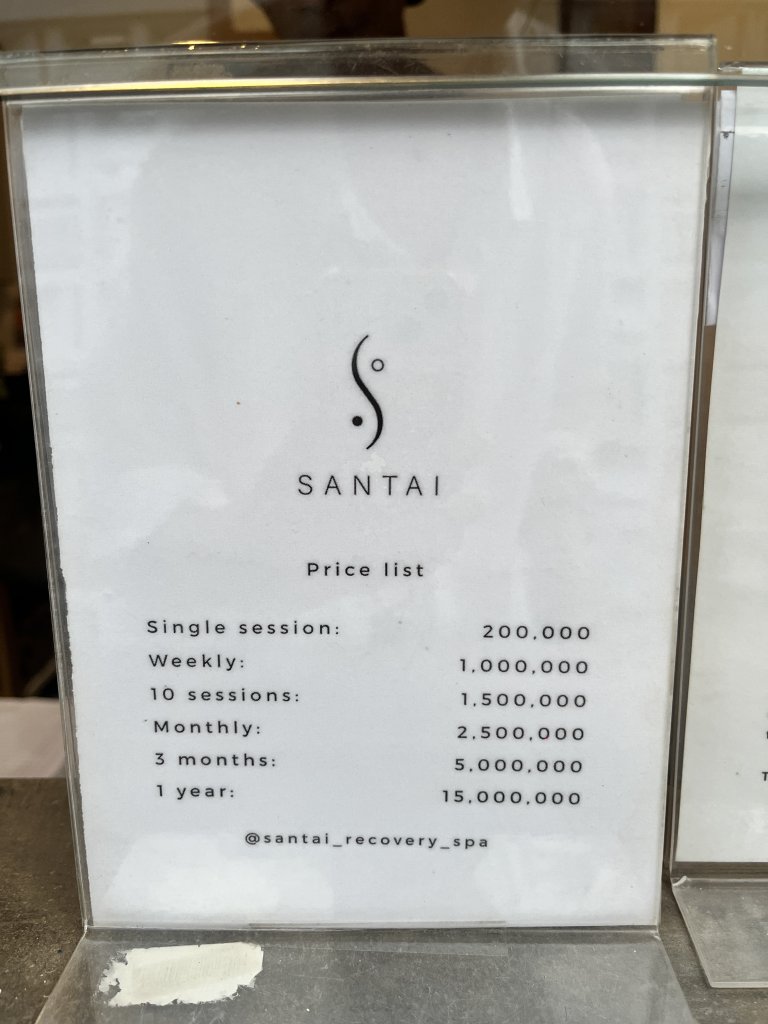 SANTAI
Price list
Single session: 200,000
Weekly: 1,000,000
10 sessions: 1,500,000
Monthly: 2,500,000
3 months: 5,000,000
1 year: 15,000,000
@santai_recovery_spa